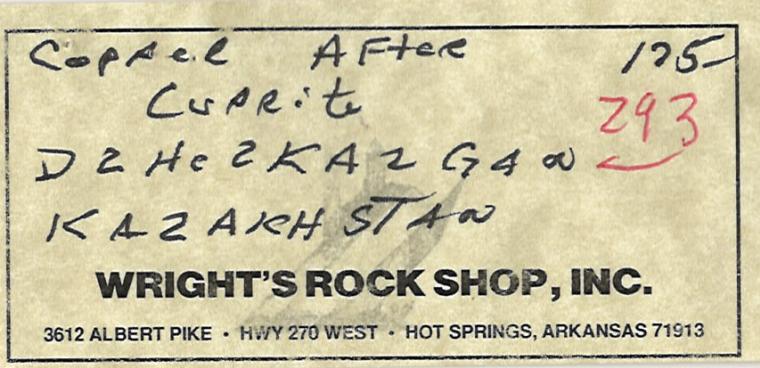 Copper After 125-
Cuprite 293
DZHEZKAZGAN
KAZAKHSTAN
WRIGHT'S ROCK SHOP, INC.
3612 ALBERT PIKE • HWY 270 WEST • HOT SPRINGS, ARKANSAS 71913